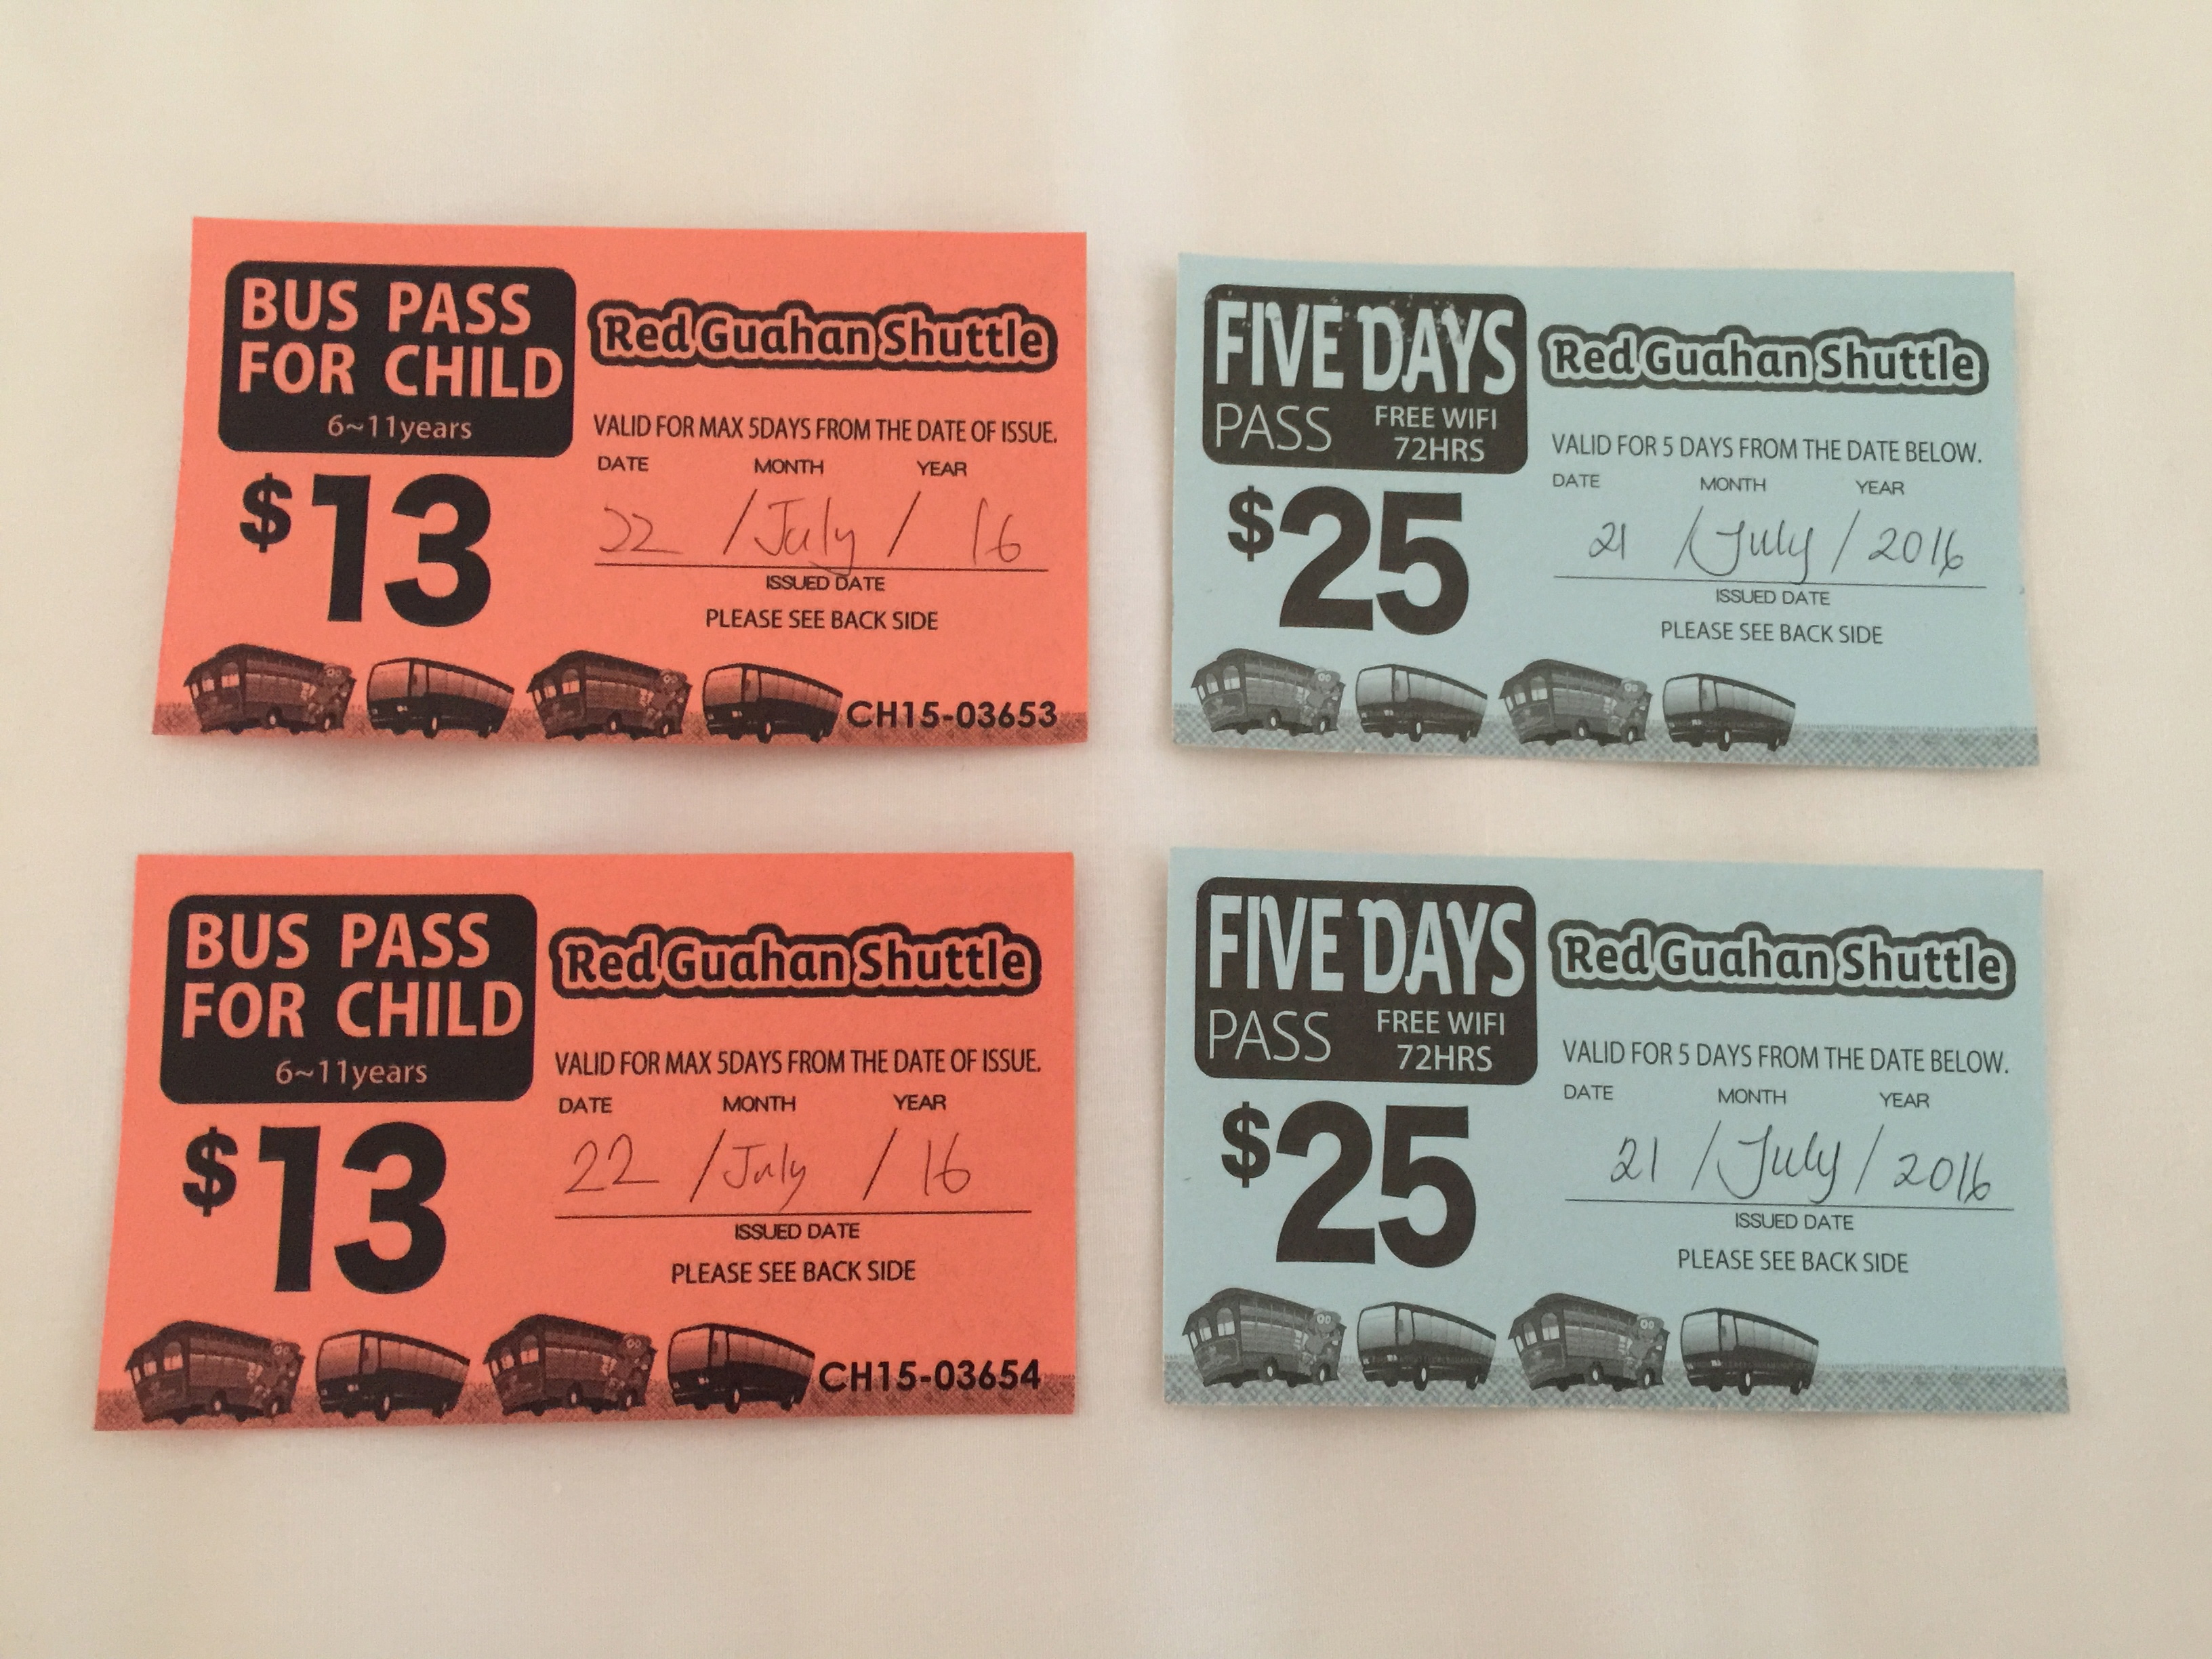 BUS PASS
FOR CHILD
6~11years
$13
Red Guahan Shuttle
VALID FOR MAX 5DAYS FROM THE DATE OF ISSUE.
DATE MONTH YEAR
22 / July / 16
ISSUED DATE
PLEASE SEE BACK SIDE
CH15-03653
FIVE DAYS
PASS FREE WIFI
72HRS
$25
Red Guahan Shuttle
VALID FOR 5 DAYS FROM THE DATE BELOW.
DATE MONTH YEAR
21 / July / 2016
ISSUED DATE
PLEASE SEE BACK SIDE
BUS PASS
FOR CHILD
6~11years
$13
Red Guahan Shuttle
VALID FOR MAX 5DAYS FROM THE DATE OF ISSUE.
DATE MONTH YEAR
22 / July / 16
ISSUED DATE
PLEASE SEE BACK SIDE
CH15-03654
FIVE DAYS
PASS FREE WIFI
72HRS
$25
Red Guahan Shuttle
VALID FOR 5 DAYS FROM THE DATE BELOW.
DATE MONTH YEAR
21 / July / 2016
ISSUED DATE
PLEASE SEE BACK SIDE